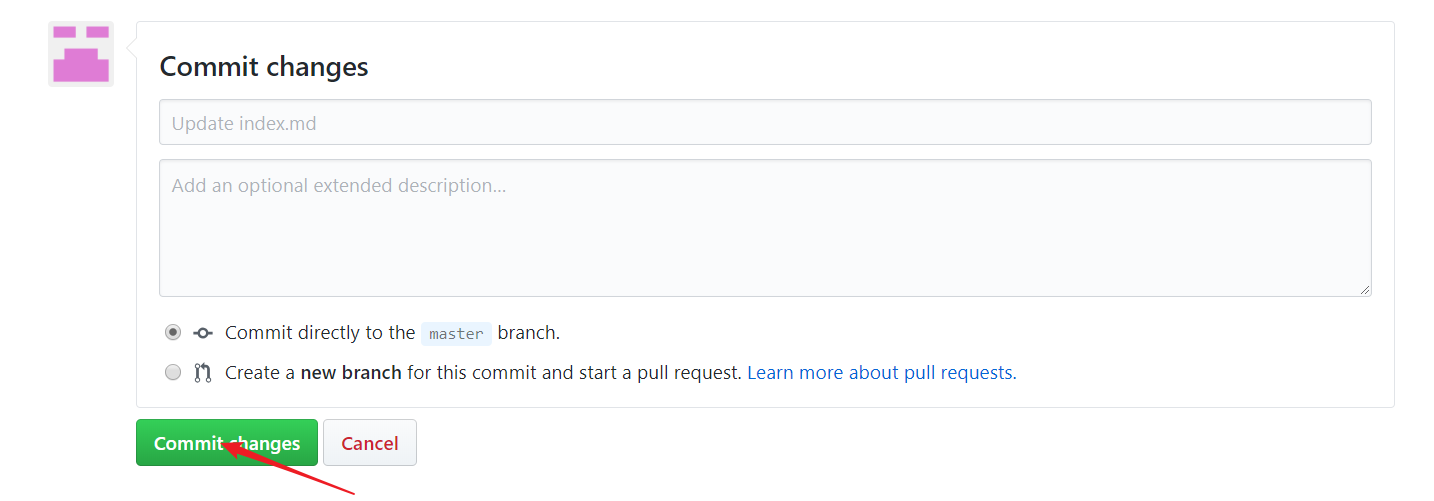 Commit changes
Update index.md
Add an optional extended description...
Commit directly to the master branch.
Create a new branch for this commit and start a pull request. Learn more about pull requests.
Commit changes Cancel